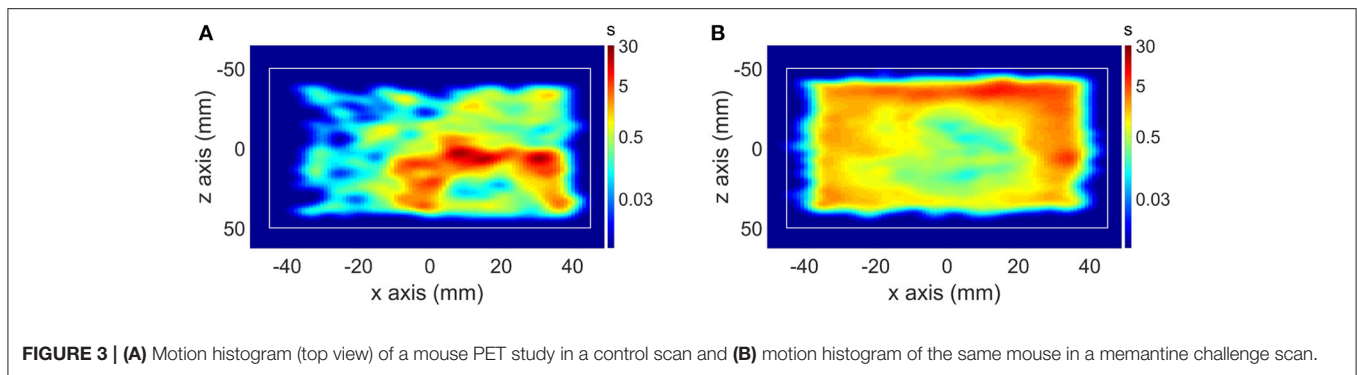 A
s
30
5
0.5
0.03
-50
0
50
z axis (mm)
-40 -20 0 20 40
x axis (mm)
B
s
30
5
0.5
0.03
-50
0
50
z axis (mm)
-40 -20 0 20 40
x axis (mm)
FIGURE 3 | (A) Motion histogram (top view) of a mouse PET study in a control scan and (B) motion histogram of the same mouse in a memantine challenge scan.